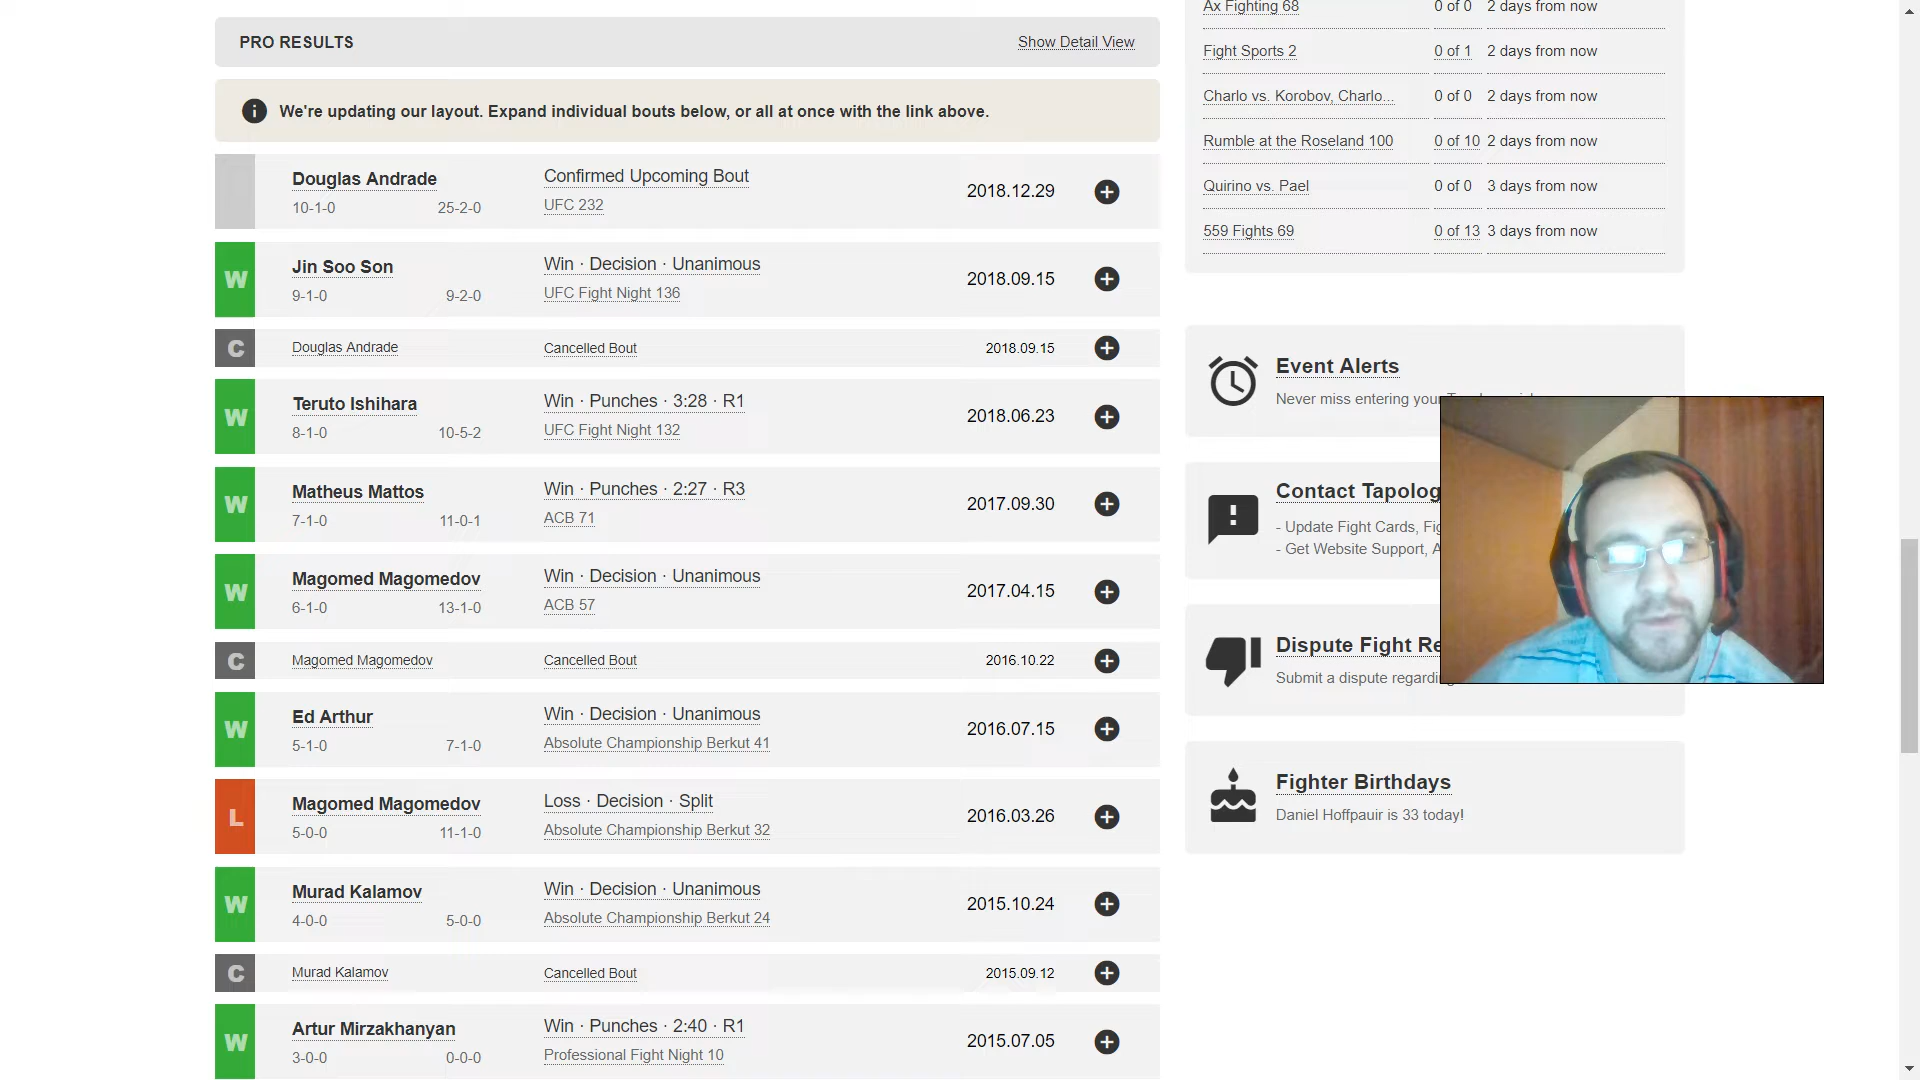 PRO RESULTS
Show Detail View
We're updating our layout. Expand individual bouts below, or all at once with the link above.
Douglas Andrade
Confirmed Upcoming Bout
2018.12.29
10-1-0
25-2-0
UFC 232
W
Jin Soo Son
Win · Decision · Unanimous
2018.09.15
9-1-0
9-2-0
UFC Fight Night 136
C
Douglas Andrade
Cancelled Bout
2018.09.15
W
Teruto Ishihara
Win · Punches · 3:28 · R1
2018.06.23
8-1-0
10-5-2
UFC Fight Night 132
W
Matheus Mattos
Win · Punches · 2:27 · R3
2017.09.30
7-1-0
11-0-1
ACB 71
W
Magomed Magomedov
Win · Decision · Unanimous
2017.04.15
6-1-0
13-1-0
ACB 57
C
Magomed Magomedov
Cancelled Bout
2016.10.22
W
Ed Arthur
Win · Decision · Unanimous
2016.07.15
5-1-0
7-1-0
Absolute Championship Berkut 41
L
Magomed Magomedov
Loss · Decision · Split
2016.03.26
5-0-0
11-1-0
Absolute Championship Berkut 32
W
Murad Kalamov
Win · Decision · Unanimous
2015.10.24
4-0-0
5-0-0
Absolute Championship Berkut 24
C
Murad Kalamov
Cancelled Bout
2015.09.12
W
Artur Mirzakhanyan
Win · Punches · 2:40 · R1
2015.07.05
3-0-0
0-0-0
Professional Fight Night 10
Ax Fighting 68 0 of 0 2 days from now
Fight Sports 2 0 of 1 2 days from now
Charlo vs. Korobov, Charlo... 0 of 0 2 days from now
Rumble at the Roseland 100 0 of 10 2 days from now
Quirino vs. Pael 0 of 0 3 days from now
559 Fights 69 0 of 13 3 days from now
Event Alerts
Never miss entering your
Contact Tapolog
- Update Fight Cards, Fig
- Get Website Support, A
Dispute Fight Re
Submit a dispute regardin
Fighter Birthdays
Daniel Hoffpauir is 33 today!